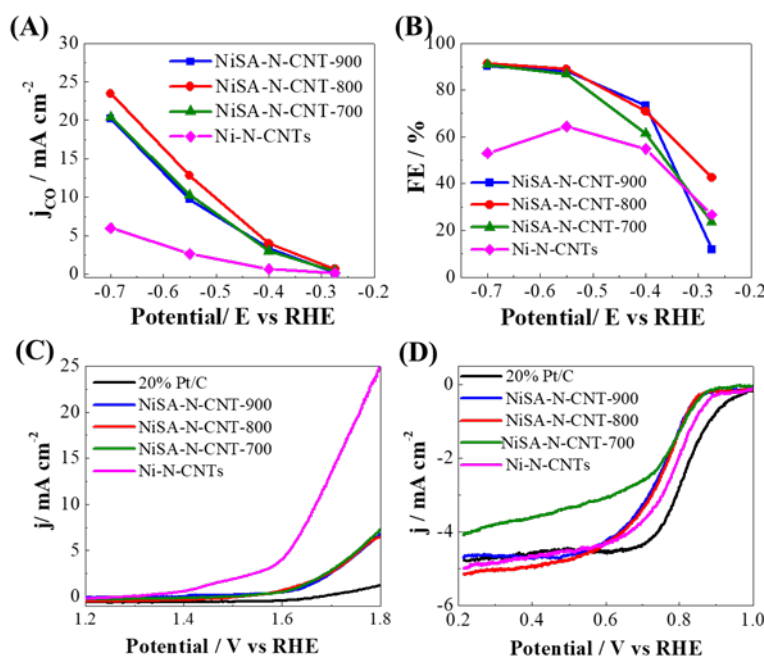 (A)
30
25
20
15
10
5
0
j_CO / mA cm⁻²
NiSA-N-CNT-900
NiSA-N-CNT-800
NiSA-N-CNT-700
Ni-N-CNTs
-0.7 -0.6 -0.5 -0.4 -0.3 -0.2
Potential/ E vs RHE
(B)
100
80
60
40
20
0
FE / %
NiSA-N-CNT-900
NiSA-N-CNT-800
NiSA-N-CNT-700
Ni-N-CNTs
-0.7 -0.6 -0.5 -0.4 -0.3 -0.2
Potential/ E vs RHE
(C)
25
20
15
10
5
0
j/ mA cm⁻²
20% Pt/C
NiSA-N-CNT-900
NiSA-N-CNT-800
NiSA-N-CNT-700
Ni-N-CNTs
1.2 1.4 1.6 1.8
Potential / V vs RHE
(D)
0
-2
-4
-6
j / mA cm⁻²
20% Pt/C
NiSA-N-CNT-900
NiSA-N-CNT-800
NiSA-N-CNT-700
Ni-N-CNTs
0.2 0.4 0.6 0.8 1.0
Potential / V vs RHE